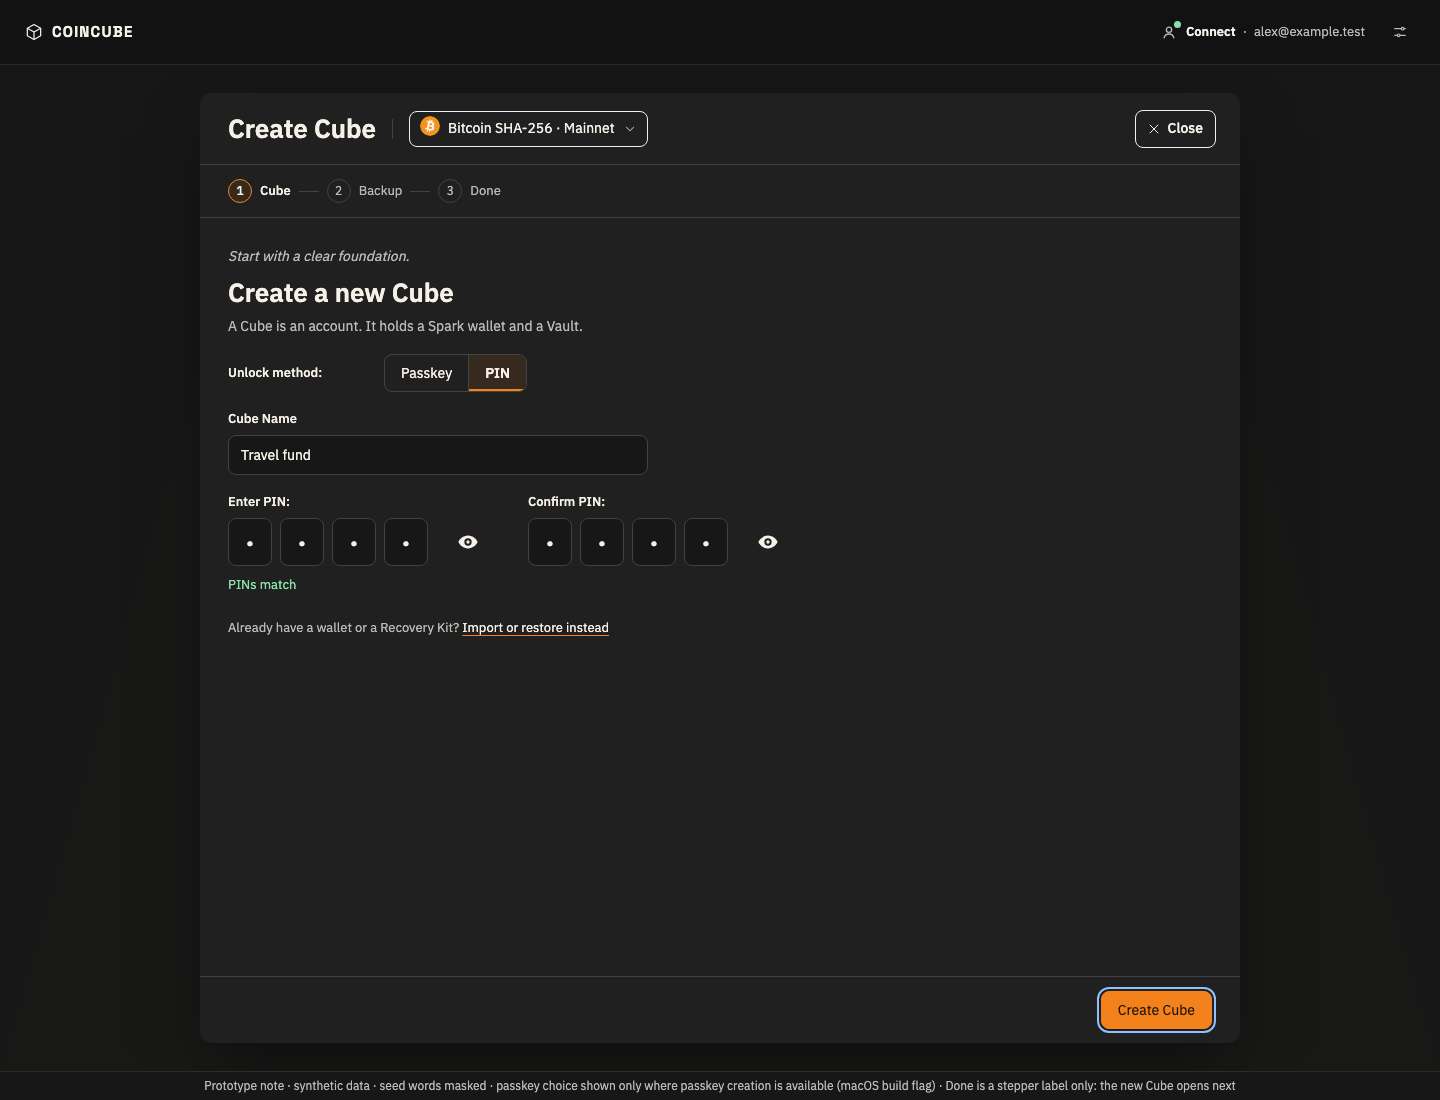 COINCUBE
Connect · alex@example.test
Create Cube
Bitcoin SHA-256 · Mainnet
Close
1 Cube 2 Backup 3 Done
Start with a clear foundation.
Create a new Cube
A Cube is an account. It holds a Spark wallet and a Vault.
Unlock method: Passkey PIN
Cube Name
Travel fund
Enter PIN: Confirm PIN:
PINs match
Already have a wallet or a Recovery Kit? Import or restore instead
Create Cube
Prototype note · synthetic data · seed words masked · passkey choice shown only where passkey creation is available (macOS build flag) · Done is a stepper label only: the new Cube opens next